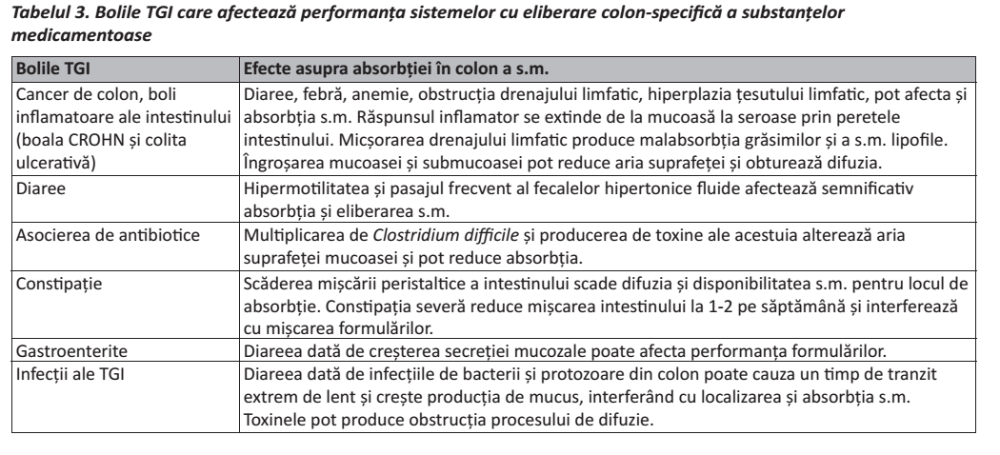 Tabelul 3. Bolile TGI care afectează performanța sistemelor cu eliberare colon-specifică a substanțelor
medicamentoase
Bolile TGI
Efecte asupra absorbției în colon a s.m.
Cancer de colon, boli
inflamatoare ale intestinului
(boala CROHN și colita
ulcerativă)
Diaree, febră, anemie, obstrucția drenajului limfatic, hiperplazia țesutului limfatic, pot afecta și
absorbția s.m. Răspunsul inflamator se extinde de la mucoasă la seroase prin peretele
intestinului. Micșorarea drenajului limfatic produce malabsorbția grăsimilor și a s.m. lipofile.
Îngroșarea mucoasei și submucoasei pot reduce aria suprafeței și obturează difuzia.
Diaree
Hipermotilitatea și pasajul frecvent al fecalelor hipertonice fluide afectează semnificativ
absorbția și eliberarea s.m.
Asocierea de antibiotice
Multiplicarea de Clostridium difficile și producerea de toxine ale acestuia alterează aria
suprafeței mucoasei și pot reduce absorbția.
Constipație
Scăderea mișcării peristaltice a intestinului scade difuzia și disponibilitatea s.m. pentru locul de
absorbție. Constipația severă reduce mișcarea intestinului la 1-2 pe săptămână și interferează
cu mișcarea formulărilor.
Gastroenterite
Diareea dată de creșterea secreției mucozale poate afecta performanța formulărilor.
Infecții ale TGI
Diareea dată de infecțiile de bacterii și protozoare din colon poate cauza un timp de tranzit
extrem de lent și crește producția de mucus, interferând cu localizarea și absorbția s.m.
Toxinele pot produce obstrucția procesului de difuzie.